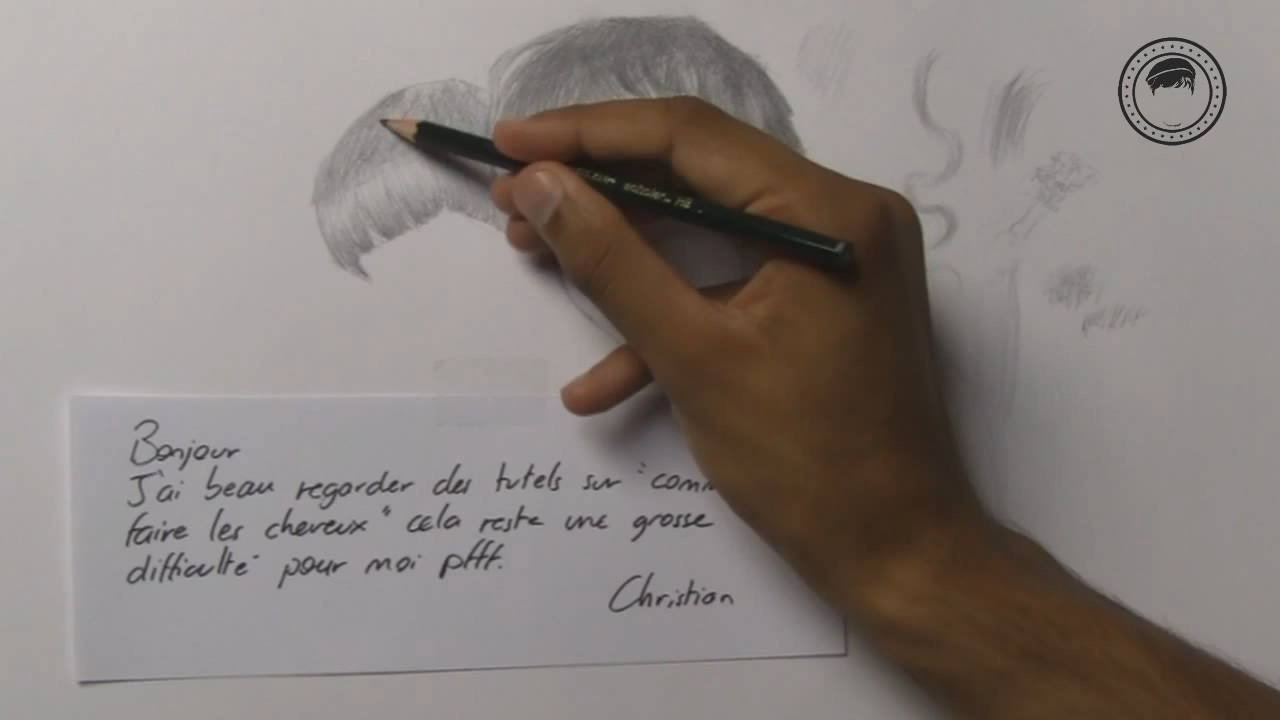 Bonjour
J'ai beau regarder des tutels sur "comm
faire les cheveux" cela reste une grosse
difficulté pour moi pfff.
Christian